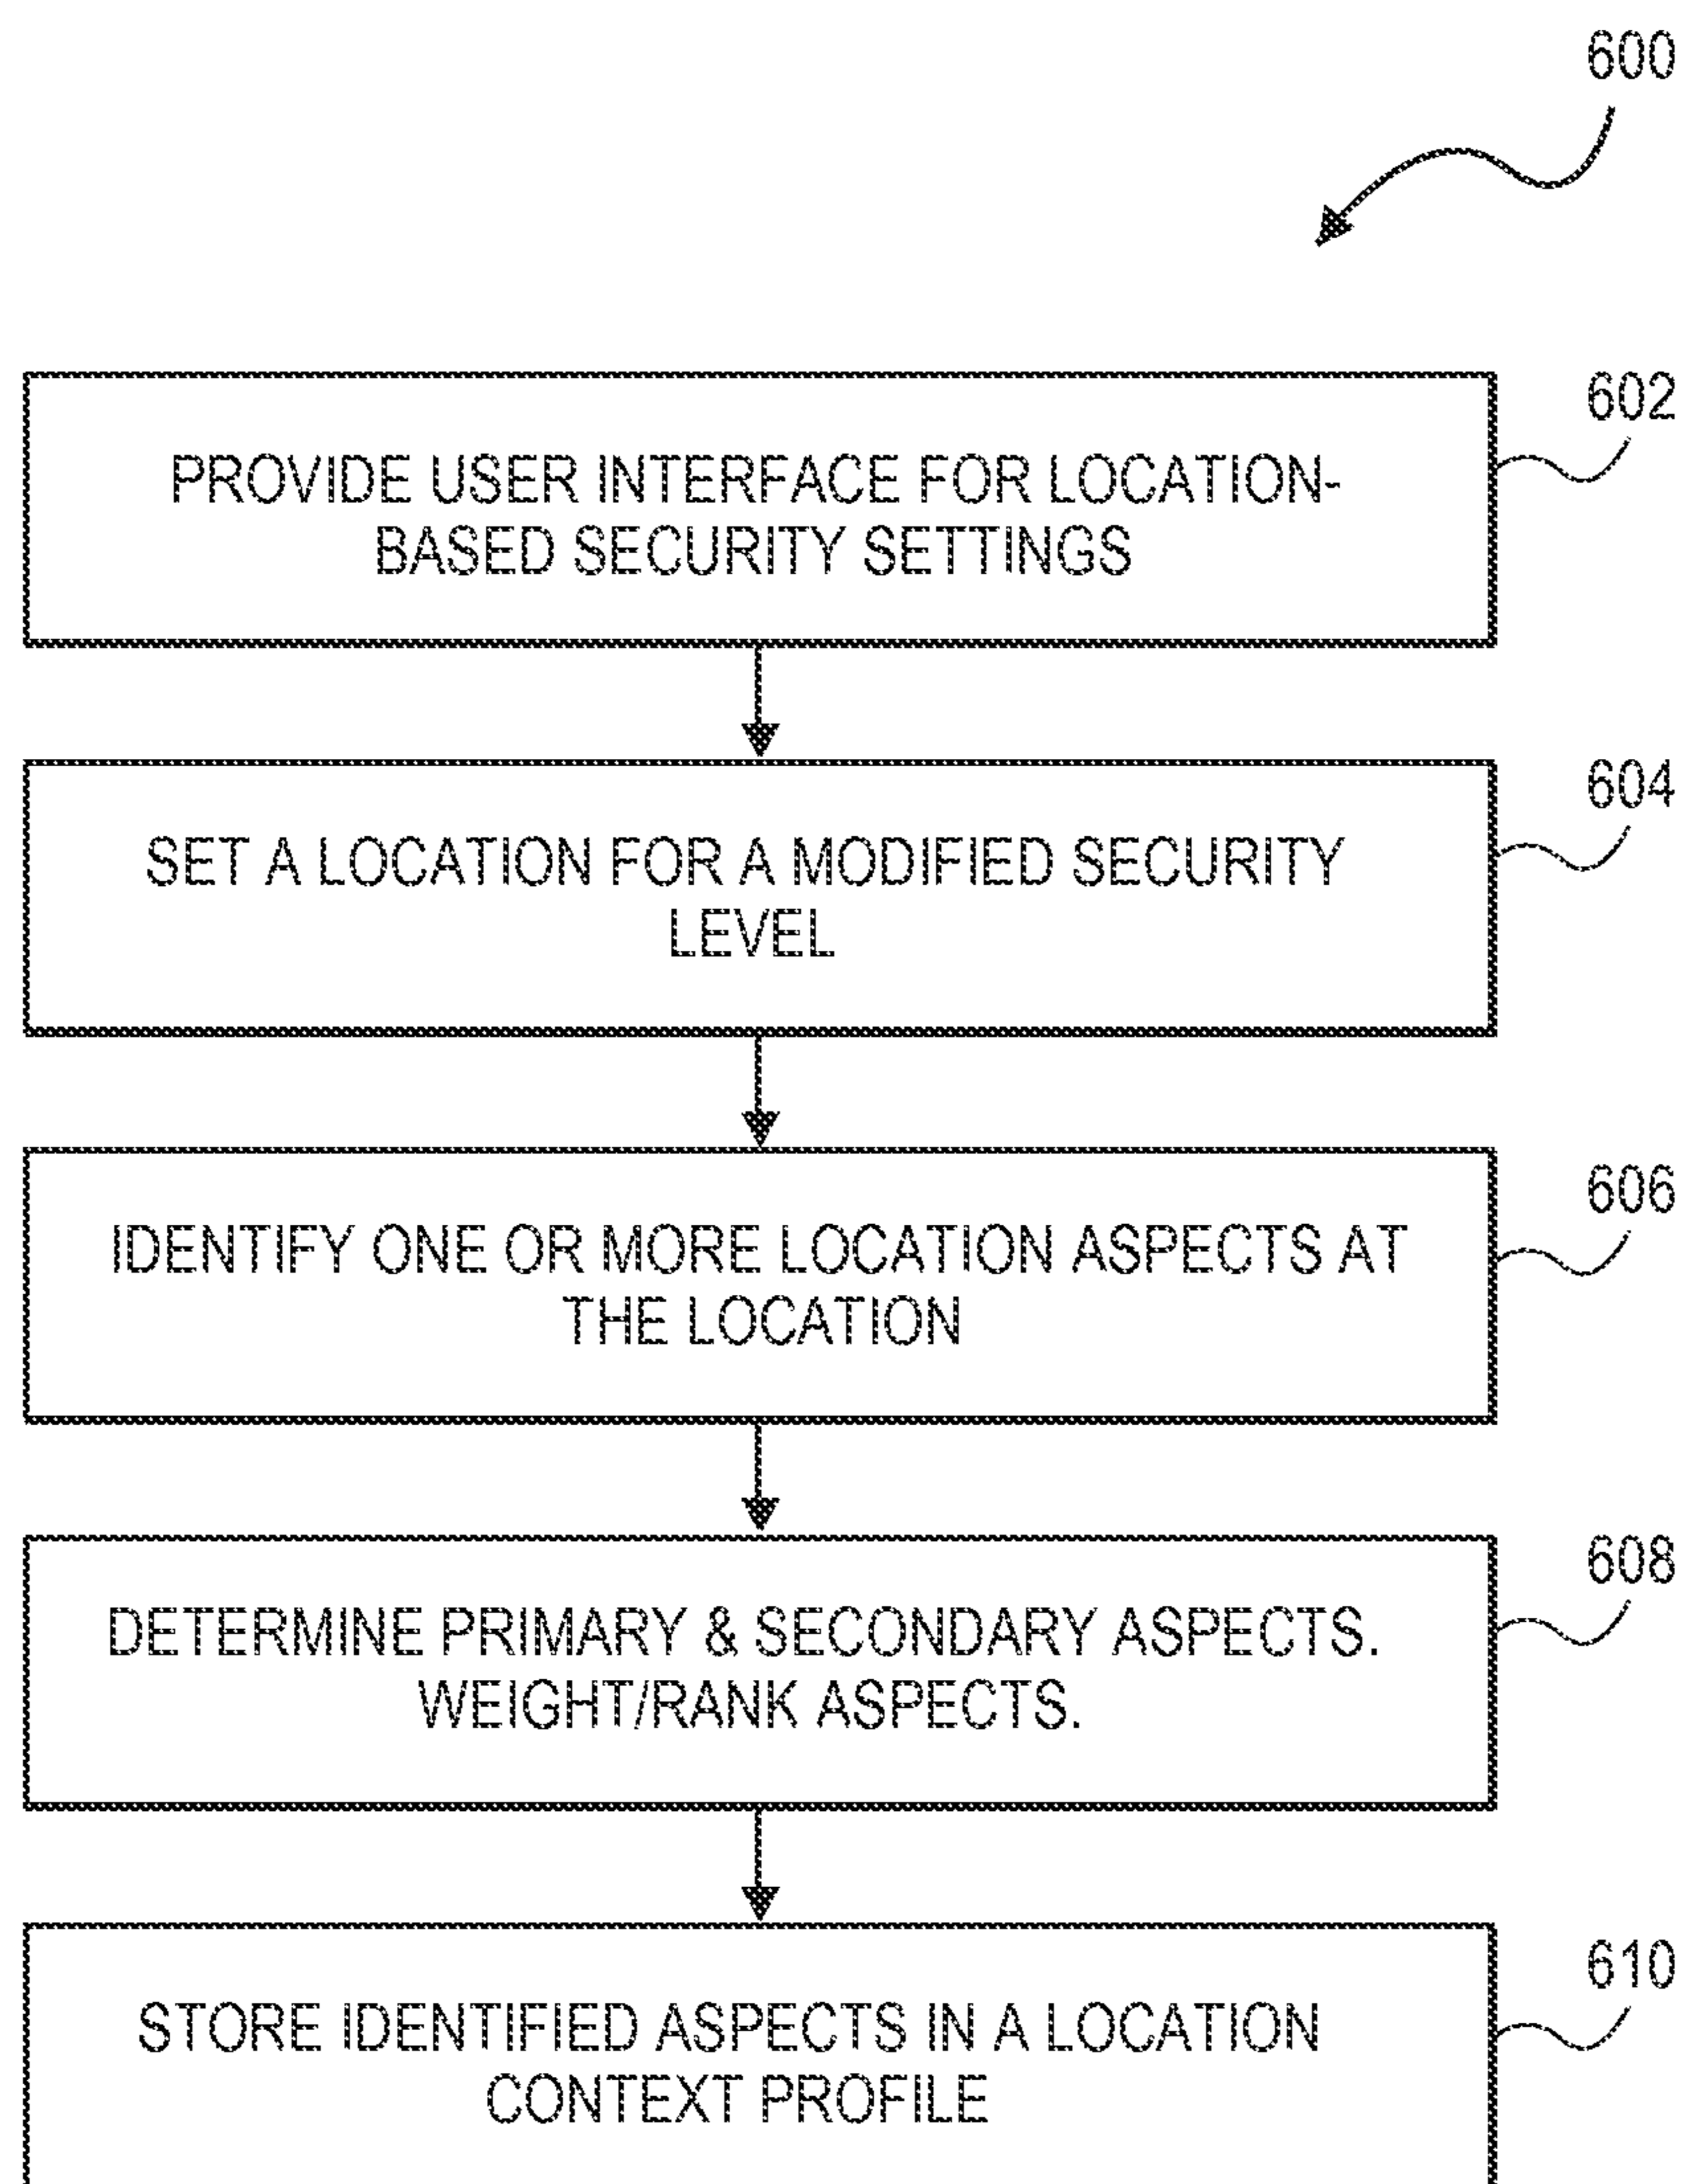 600
602
PROVIDE USER INTERFACE FOR LOCATION-
BASED SECURITY SETTINGS
604
SET A LOCATION FOR A MODIFIED SECURITY
LEVEL
606
IDENTIFY ONE OR MORE LOCATION ASPECTS AT
THE LOCATION
608
DETERMINE PRIMARY & SECONDARY ASPECTS.
WEIGHT/RANK ASPECTS.
610
STORE IDENTIFIED ASPECTS IN A LOCATION
CONTEXT PROFILE